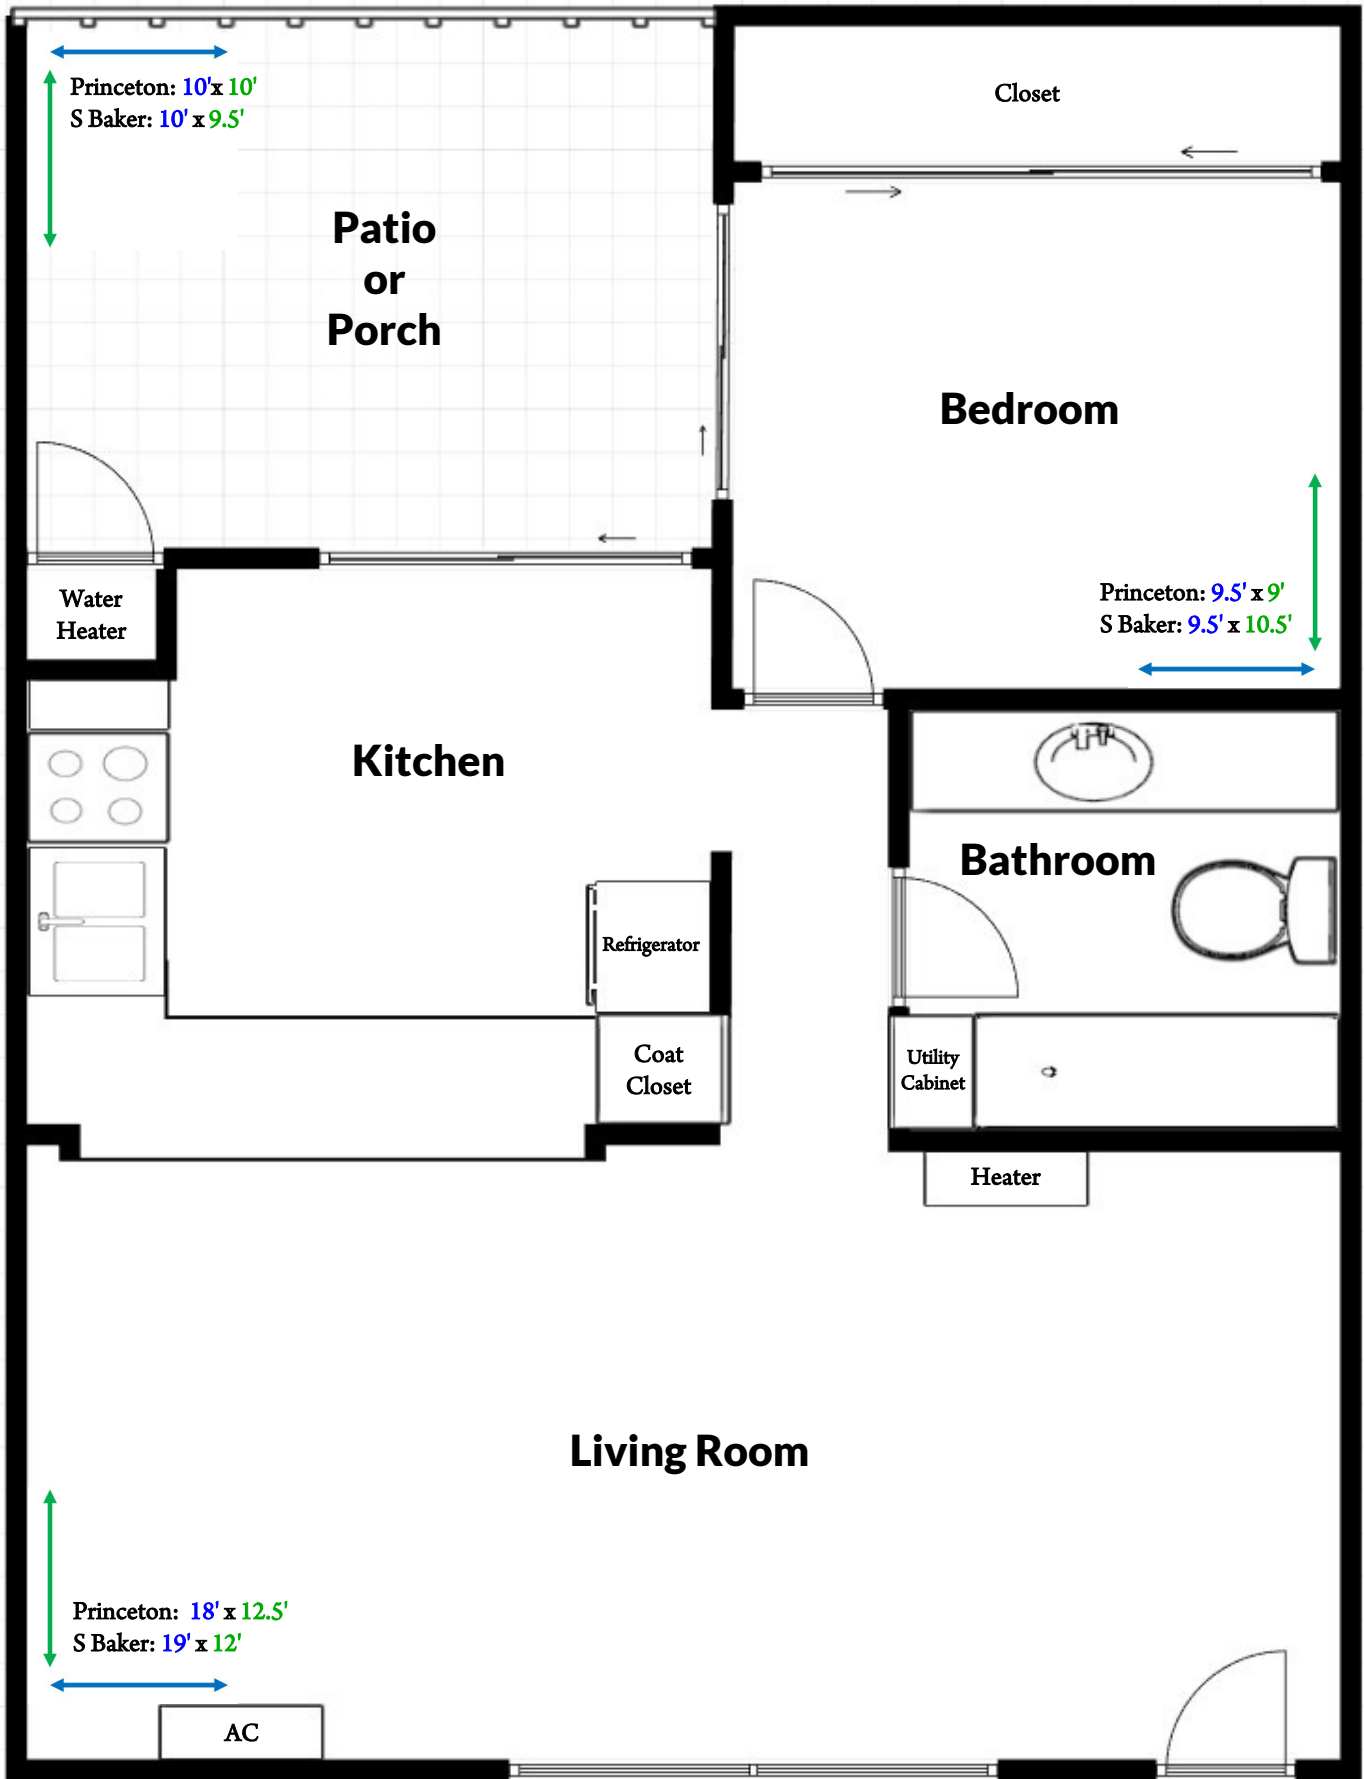 Princeton: 10'x 10'
S Baker: 10' x 9.5'
Closet
Patio
or
Porch
Bedroom
Princeton: 9.5' x 9'
S Baker: 9.5' x 10.5'
Water
Heater
Kitchen
Bathroom
Refrigerator
Coat
Closet
Utility
Cabinet
Heater
Living Room
Princeton: 18' x 12.5'
S Baker: 19' x 12'
AC